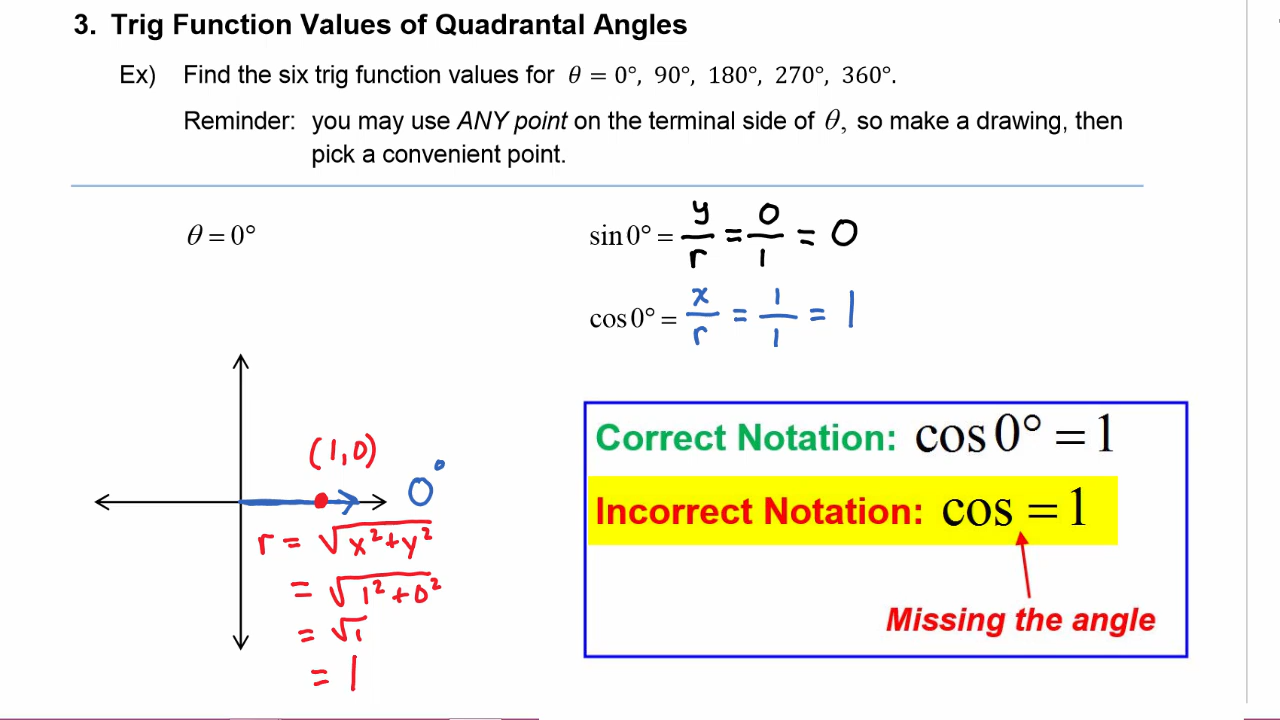 3. Trig Function Values of Quadrantal Angles
Ex) Find the six trig function values for θ = 0°, 90°, 180°, 270°, 360°.
Reminder: you may use ANY point on the terminal side of θ, so make a drawing, then
pick a convenient point.
θ = 0°
sin 0° = y/r = 0/1 = 0
cos 0° = x/r = 1/1 = 1
(1,0)
0°
r = √(x²+y²)
= √(1²+0²)
= √1
= 1
Correct Notation: cos 0° = 1
Incorrect Notation: cos = 1
Missing the angle